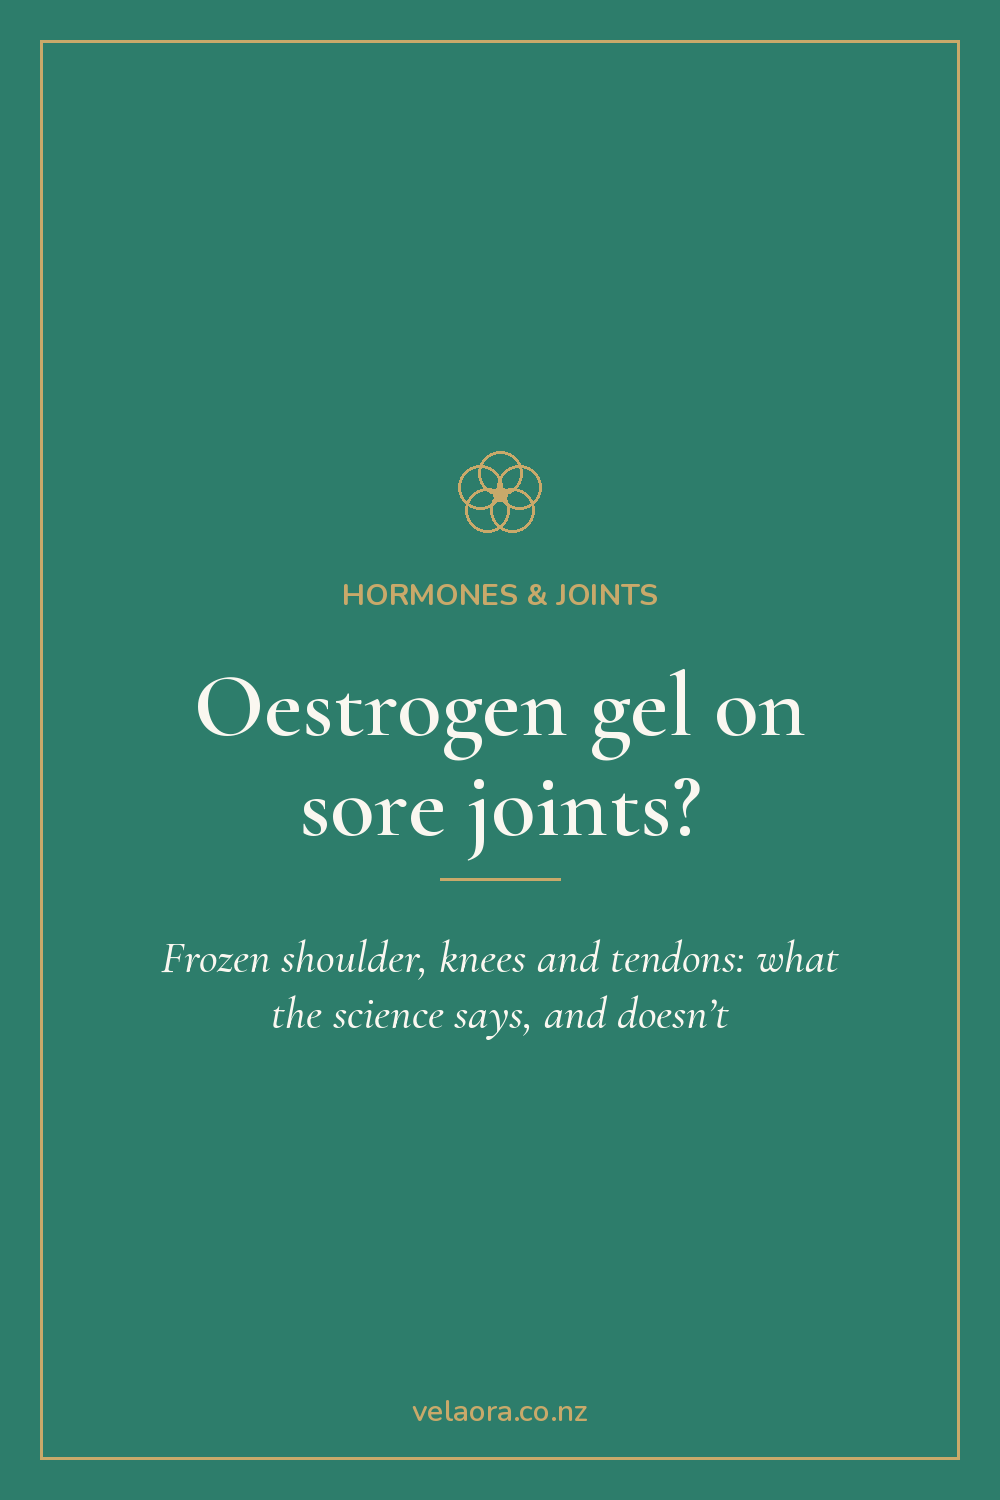 HORMONES & JOINTS
Oestrogen gel on
sore joints?
Frozen shoulder, knees and tendons: what
the science says, and doesn’t
velaora.co.nz